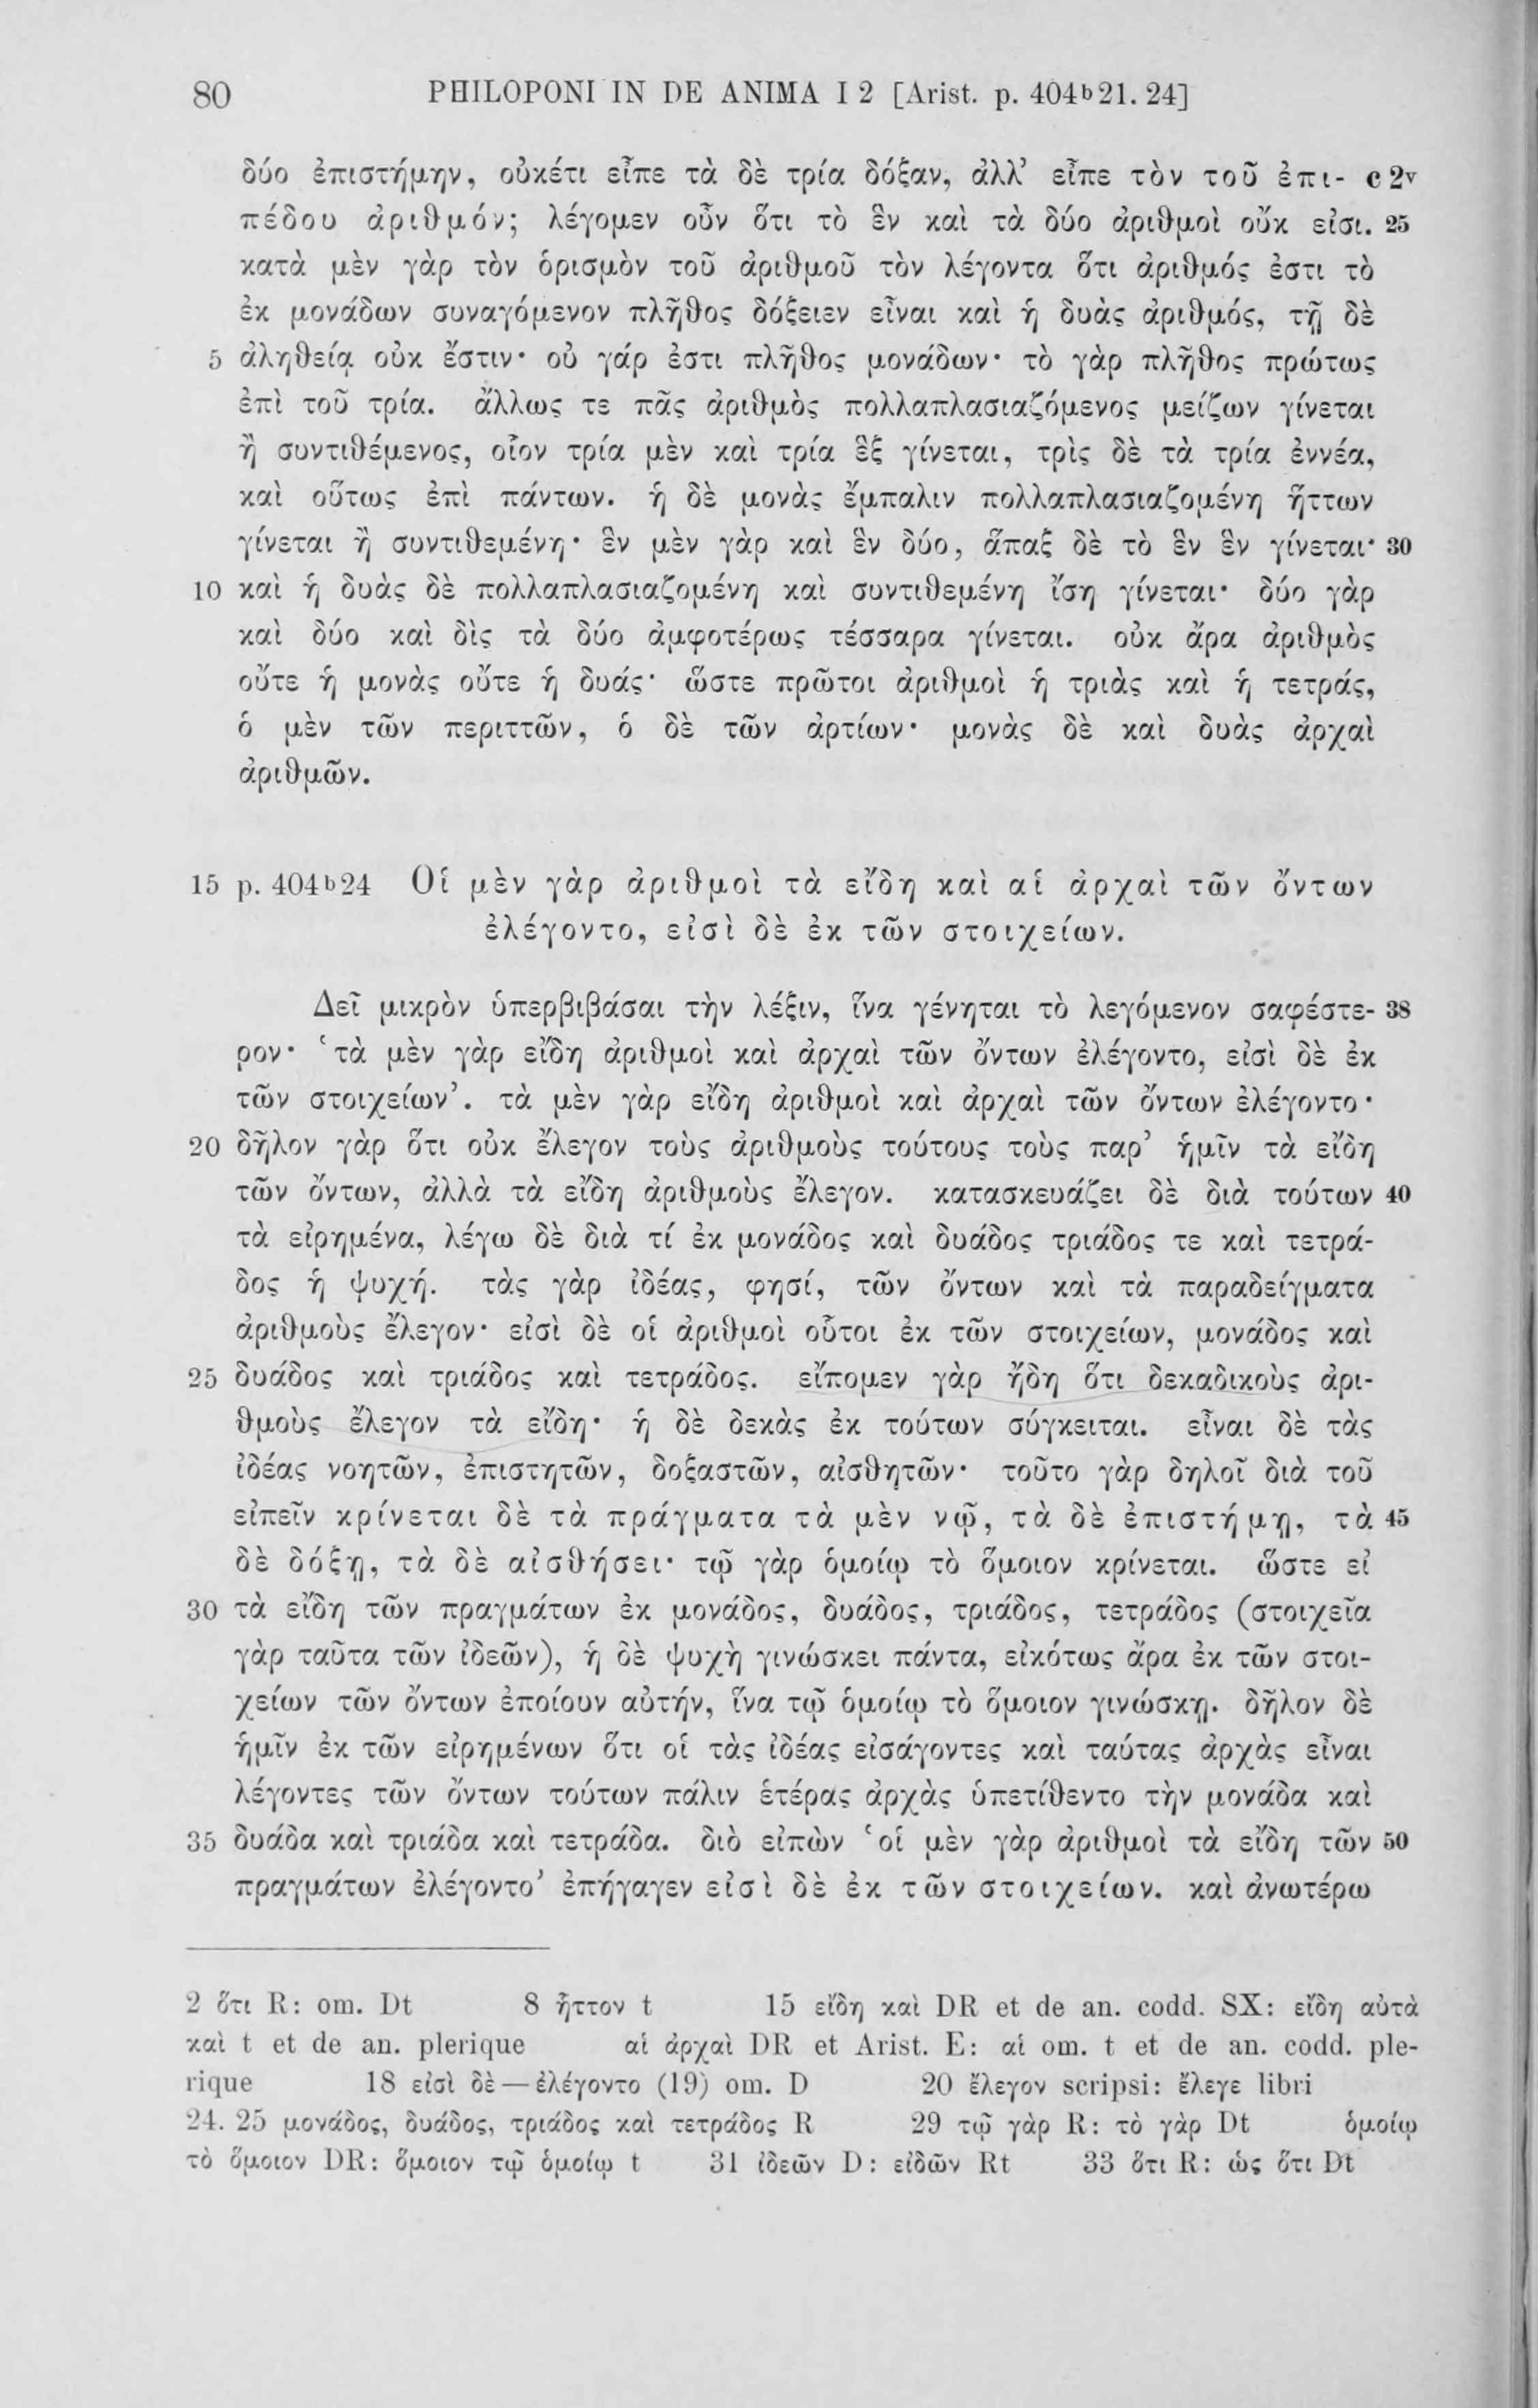 80 PHILOPONI IN DE ANIMA I 2 [Arist. p. 404b21. 24]
δύο ἐπιστήμην, οὐκέτι εἶπε τὰ δὲ τρία δόξαν, ἀλλ’ εἶπε τὸν τοῦ ἐπι- c 2v
πέδου ἀριθμόν; λέγομεν οὖν ὅτι τὸ ἓν καὶ τὰ δύο ἀριθμοὶ οὔκ εἰσι. 25
κατὰ μὲν γὰρ τὸν ὁρισμὸν τοῦ ἀριθμοῦ τὸν λέγοντα ὅτι ἀριθμός ἐστι τὸ
ἐκ μονάδων συναγόμενον πλῆθος δόξειεν εἶναι καὶ ἡ δυὰς ἀριθμός, τῇ δὲ
5 ἀληθείᾳ οὐκ ἔστιν· οὐ γάρ ἐστι πλῆθος μονάδων· τὸ γὰρ πλῆθος πρώτως
ἐπὶ τοῦ τρία. ἄλλως τε πᾶς ἀριθμὸς πολλαπλασιαζόμενος μείζων γίνεται
ἢ συντιθέμενος, οἷον τρία μὲν καὶ τρία ἓξ γίνεται, τρὶς δὲ τὰ τρία ἐννέα,
καὶ οὕτως ἐπὶ πάντων. ἡ δὲ μονὰς ἔμπαλιν πολλαπλασιαζομένη ἥττων
γίνεται ἢ συντιθεμένη· ἓν μὲν γὰρ καὶ ἓν δύο, ἅπαξ δὲ τὸ ἓν ἓν γίνεται· 30
10 καὶ ἡ δυὰς δὲ πολλαπλασιαζομένη καὶ συντιθεμένη ἴση γίνεται· δύο γὰρ
καὶ δύο καὶ δὶς τὰ δύο ἀμφοτέρως τέσσαρα γίνεται. οὐκ ἄρα ἀριθμὸς
οὔτε ἡ μονὰς οὔτε ἡ δυάς· ὥστε πρῶτοι ἀριθμοὶ ἡ τριὰς καὶ ἡ τετράς,
ὁ μὲν τῶν περιττῶν, ὁ δὲ τῶν ἀρτίων· μονὰς δὲ καὶ δυὰς ἀρχαὶ
ἀριθμῶν.
15 p. 404b24 Οἱ μὲν γὰρ ἀριθμοὶ τὰ εἴδη καὶ αἱ ἀρχαὶ τῶν ὄντων
ἐλέγοντο, εἰσὶ δὲ ἐκ τῶν στοιχείων.
Δεῖ μικρὸν ὑπερβιβάσαι τὴν λέξιν, ἵνα γένηται τὸ λεγόμενον σαφέστε- 38
ρον· ‘τὰ μὲν γὰρ εἴδη ἀριθμοὶ καὶ ἀρχαὶ τῶν ὄντων ἐλέγοντο, εἰσὶ δὲ ἐκ
τῶν στοιχείων’. τὰ μὲν γὰρ εἴδη ἀριθμοὶ καὶ ἀρχαὶ τῶν ὄντων ἐλέγοντο·
20 δῆλον γὰρ ὅτι οὐκ ἔλεγον τοὺς ἀριθμοὺς τούτους τοὺς παρ’ ἡμῖν τὰ εἴδη
τῶν ὄντων, ἀλλὰ τὰ εἴδη ἀριθμοὺς ἔλεγον. κατασκευάζει δὲ διὰ τούτων 40
τὰ εἰρημένα, λέγω δὲ διὰ τί ἐκ μονάδος καὶ δυάδος τριάδος τε καὶ τετρά-
δος ἡ ψυχή. τὰς γὰρ ἰδέας, φησί, τῶν ὄντων καὶ τὰ παραδείγματα
ἀριθμοὺς ἔλεγον· εἰσὶ δὲ οἱ ἀριθμοὶ οὗτοι ἐκ τῶν στοιχείων, μονάδος καὶ
25 δυάδος καὶ τριάδος καὶ τετράδος. εἴπομεν γὰρ ἤδη ὅτι δεκαδικοὺς ἀρι-
θμοὺς ἔλεγον τὰ εἴδη· ἡ δὲ δεκὰς ἐκ τούτων σύγκειται. εἶναι δὲ τὰς
ἰδέας νοητῶν, ἐπιστητῶν, δοξαστῶν, αἰσθητῶν· τοῦτο γὰρ δηλοῖ διὰ τοῦ
εἰπεῖν κρίνεται δὲ τὰ πράγματα τὰ μὲν νῷ, τὰ δὲ ἐπιστήμῃ, τὰ 45
δὲ δόξῃ, τὰ δὲ αἰσθήσει· τῷ γὰρ ὁμοίῳ τὸ ὅμοιον κρίνεται. ὥστε εἰ
30 τὰ εἴδη τῶν πραγμάτων ἐκ μονάδος, δυάδος, τριάδος, τετράδος (στοιχεῖα
γὰρ ταῦτα τῶν ἰδεῶν), ἡ δὲ ψυχὴ γινώσκει πάντα, εἰκότως ἄρα ἐκ τῶν στοι-
χείων τῶν ὄντων ἐποίουν αὐτήν, ἵνα τῷ ὁμοίῳ τὸ ὅμοιον γινώσκῃ. δῆλον δὲ
ἡμῖν ἐκ τῶν εἰρημένων ὅτι οἱ τὰς ἰδέας εἰσάγοντες καὶ ταύτας ἀρχὰς εἶναι
λέγοντες τῶν ὄντων τούτων πάλιν ἑτέρας ἀρχὰς ὑπετίθεντο τὴν μονάδα καὶ
35 δυάδα καὶ τριάδα καὶ τετράδα. διὸ εἰπὼν ‘οἱ μὲν γὰρ ἀριθμοὶ τὰ εἴδη τῶν 50
πραγμάτων ἐλέγοντο’ ἐπήγαγεν εἰσὶ δὲ ἐκ τῶν στοιχείων. καὶ ἀνωτέρω
2 ὅτι R: om. Dt 8 ἧττον t 15 εἴδη καὶ DR et de an. codd. SX: εἴδη αὐτὰ
καὶ t et de an. plerique αἱ ἀρχαὶ DR et Arist. E: αἱ om. t et de an. codd. ple-
rique 18 εἰσὶ δὲ — ἐλέγοντο (19) om. D 20 ἔλεγον scripsi: ἔλεγε libri
24. 25 μονάδος, δυάδος, τριάδος καὶ τετράδος R 29 τῷ γὰρ R: τὸ γὰρ Dt ὁμοίῳ
τὸ ὅμοιον DR: ὅμοιον τῷ ὁμοίῳ t 31 ἰδεῶν D: εἰδῶν Rt 33 ὅτι R: ὡς ὅτι Dt